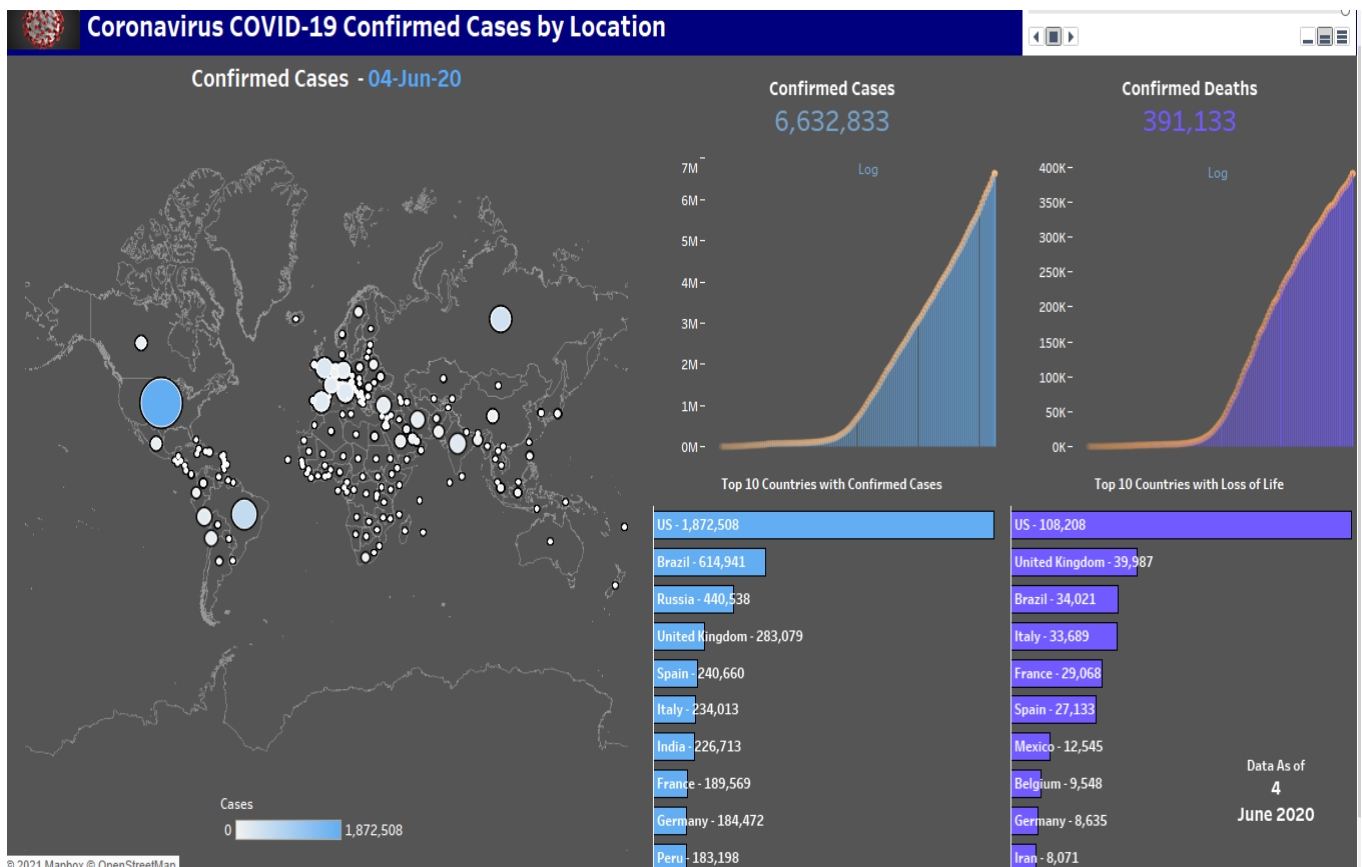 Coronavirus COVID-19 Confirmed Cases by Location
Confirmed Cases - 04-Jun-20
Confirmed Cases
6,632,833
Confirmed Deaths
391,133
Log
7M
6M
5M
4M
3M
2M
1M
0M
Log
400K
350K
300K
250K
200K
150K
100K
50K
0K
Top 10 Countries with Confirmed Cases
US - 1,872,508
Brazil - 614,941
Russia - 440,538
United Kingdom - 283,079
Spain - 240,660
Italy - 234,013
India - 226,713
France - 189,569
Germany - 184,472
Peru - 183,198
Top 10 Countries with Loss of Life
US - 108,208
United Kingdom - 39,987
Brazil - 34,021
Italy - 33,689
France - 29,068
Spain - 27,133
Mexico - 12,545
Belgium - 9,548
Germany - 8,635
Iran - 8,071
Data As of
4
June 2020
Cases
0 1,872,508
© 2021 Mapbox © OpenStreetMap